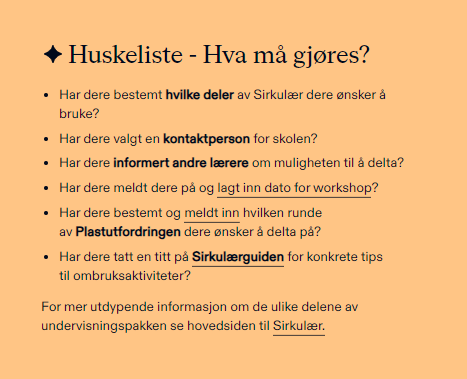 ✦ Huskeliste - Hva må gjøres?
• Har dere bestemt hvilke deler av Sirkulær dere ønsker å
bruke?
• Har dere valgt en kontaktperson for skolen?
• Har dere informert andre lærere om muligheten til å delta?
• Har dere meldt dere på og lagt inn dato for workshop?
• Har dere bestemt og meldt inn hvilken runde
av Plastutfordringen dere ønsker å delta på?
• Har dere tatt en titt på Sirkulærguiden for konkrete tips
til ombruksaktiviteter?
For mer utdypende informasjon om de ulike delene av
undervisningspakken se hovedsiden til Sirkulær.